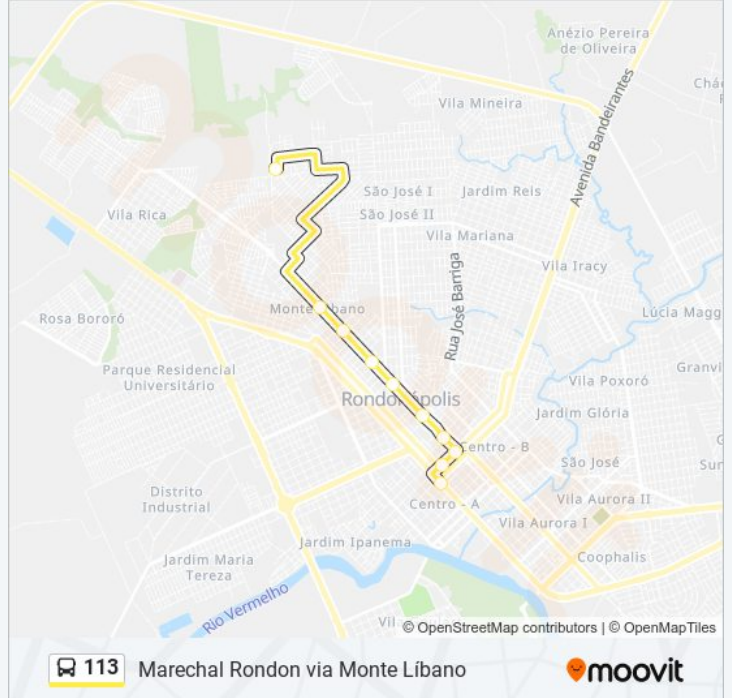 Anézio Pereira
de Oliveira
Chá
Vila Mineira
Avenida Bandeirantes
São José I
Jardim Reis
São José II
Vila Rica
Vila Mariana
Rua José Barriga
Vila Iracy
Monte Líbano
Rosa Bororó
Lúcia Magg
Parque Residencial
Universitário
Granvi
Vila Poxoró
Rondonópolis
Jardim Glória
Centro - B
São José
Sur
Distrito
Industrial
Centro - A
Vila Aurora II
Vila Aurora I
Jardim Ipanema
Coophalis
Jardim Maria
Tereza
Rio Vermelho
Vil
© OpenStreetMap contributors | © OpenMapTiles
113 Marechal Rondon via Monte Líbano
moovit